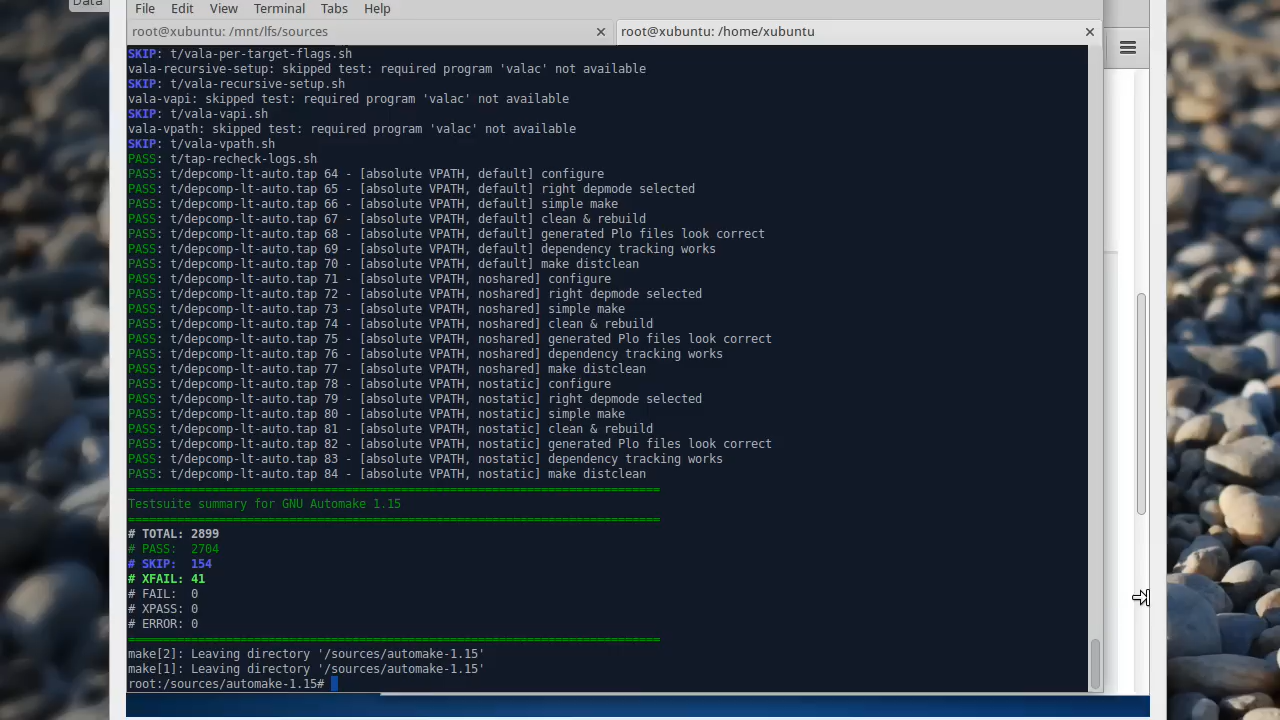 Data
File Edit View Terminal Tabs Help
root@xubuntu: /mnt/lfs/sources × root@xubuntu: /home/xubuntu ×
SKIP: t/vala-per-target-flags.sh
vala-recursive-setup: skipped test: required program 'valac' not available
SKIP: t/vala-recursive-setup.sh
vala-vapi: skipped test: required program 'valac' not available
SKIP: t/vala-vapi.sh
vala-vpath: skipped test: required program 'valac' not available
SKIP: t/vala-vpath.sh
PASS: t/tap-recheck-logs.sh
PASS: t/depcomp-lt-auto.tap 64 - [absolute VPATH, default] configure
PASS: t/depcomp-lt-auto.tap 65 - [absolute VPATH, default] right depmode selected
PASS: t/depcomp-lt-auto.tap 66 - [absolute VPATH, default] simple make
PASS: t/depcomp-lt-auto.tap 67 - [absolute VPATH, default] clean & rebuild
PASS: t/depcomp-lt-auto.tap 68 - [absolute VPATH, default] generated Plo files look correct
PASS: t/depcomp-lt-auto.tap 69 - [absolute VPATH, default] dependency tracking works
PASS: t/depcomp-lt-auto.tap 70 - [absolute VPATH, default] make distclean
PASS: t/depcomp-lt-auto.tap 71 - [absolute VPATH, noshared] configure
PASS: t/depcomp-lt-auto.tap 72 - [absolute VPATH, noshared] right depmode selected
PASS: t/depcomp-lt-auto.tap 73 - [absolute VPATH, noshared] simple make
PASS: t/depcomp-lt-auto.tap 74 - [absolute VPATH, noshared] clean & rebuild
PASS: t/depcomp-lt-auto.tap 75 - [absolute VPATH, noshared] generated Plo files look correct
PASS: t/depcomp-lt-auto.tap 76 - [absolute VPATH, noshared] dependency tracking works
PASS: t/depcomp-lt-auto.tap 77 - [absolute VPATH, noshared] make distclean
PASS: t/depcomp-lt-auto.tap 78 - [absolute VPATH, nostatic] configure
PASS: t/depcomp-lt-auto.tap 79 - [absolute VPATH, nostatic] right depmode selected
PASS: t/depcomp-lt-auto.tap 80 - [absolute VPATH, nostatic] simple make
PASS: t/depcomp-lt-auto.tap 81 - [absolute VPATH, nostatic] clean & rebuild
PASS: t/depcomp-lt-auto.tap 82 - [absolute VPATH, nostatic] generated Plo files look correct
PASS: t/depcomp-lt-auto.tap 83 - [absolute VPATH, nostatic] dependency tracking works
PASS: t/depcomp-lt-auto.tap 84 - [absolute VPATH, nostatic] make distclean
============================================================================
Testsuite summary for GNU Automake 1.15
============================================================================
# TOTAL: 2899
# PASS: 2704
# SKIP: 154
# XFAIL: 41
# FAIL: 0
# XPASS: 0
# ERROR: 0
============================================================================
make[2]: Leaving directory '/sources/automake-1.15'
make[1]: Leaving directory '/sources/automake-1.15'
root:/sources/automake-1.15#